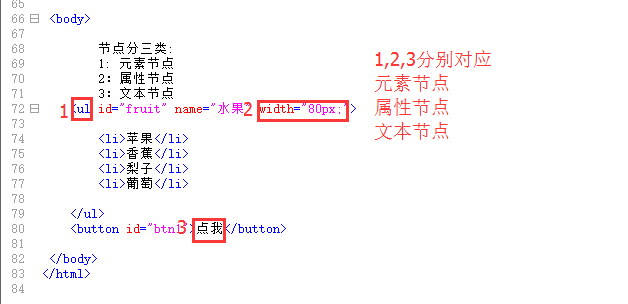 65
66 <body>
67
68 节点分三类:
69 1: 元素节点
70 2: 属性节点
71 3: 文本节点
72 1 <ul id="fruit" name="水果" 2 width="80px; >
73
74 <li>苹果</li>
75 <li>香蕉</li>
76 <li>梨子</li>
77 <li>葡萄</li>
78
79 </ul>
80 <button id="btn1 3 >点我</button>
81
82 </body>
83 </html>
84
1,2,3分别对应
元素节点
属性节点
文本节点